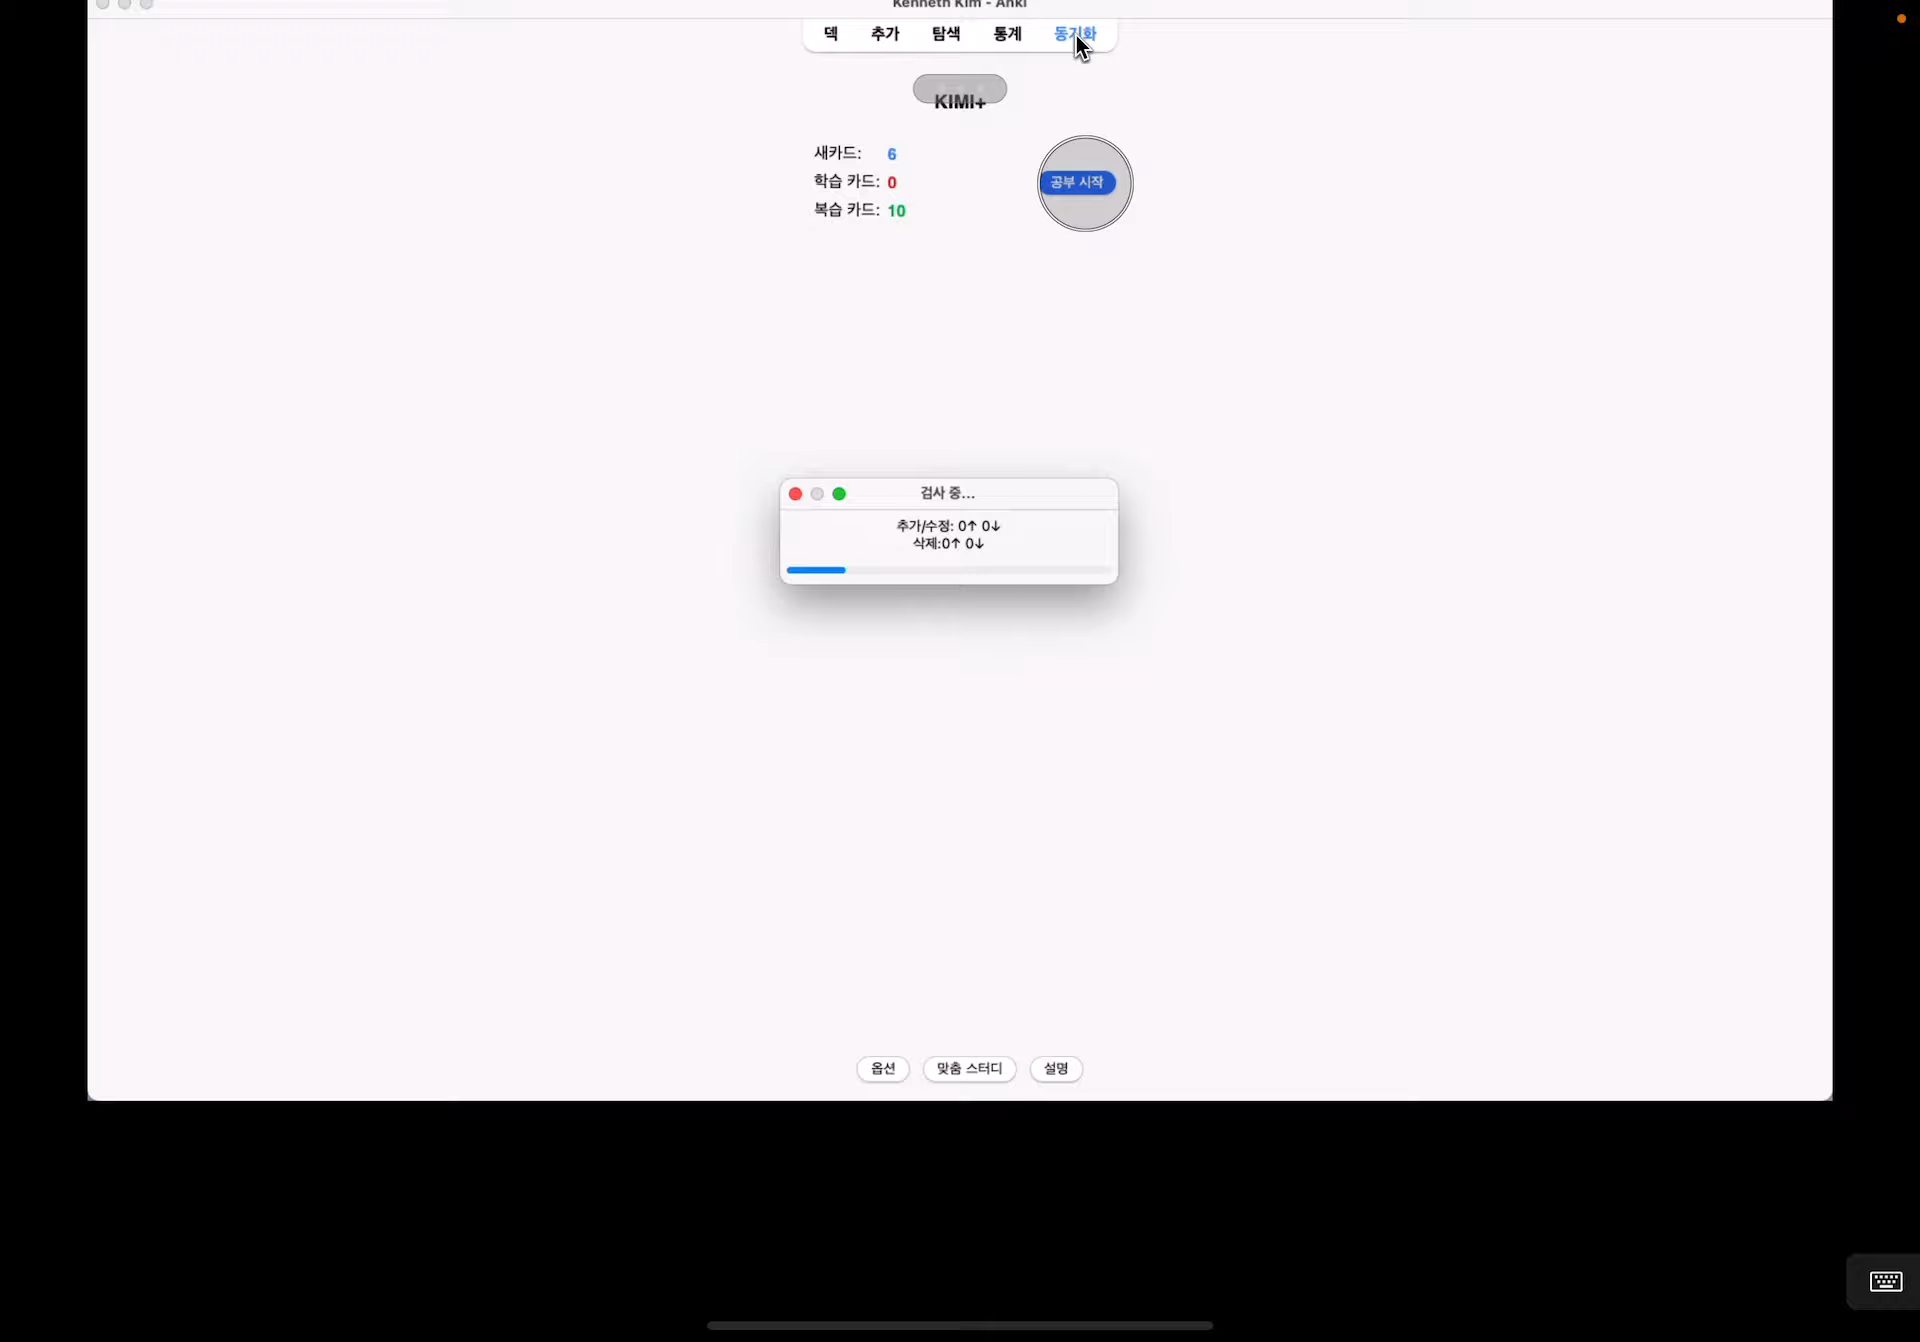 Kenneth Kim - Anki
덱 추가 탐색 통계 동기화
KIMI+
새카드: 6
학습 카드: 0
복습 카드: 10
공부 시작
검사 중...
추가/수정: 0↑ 0↓
삭제:0↑ 0↓
옵션 맞춤 스터디 설명